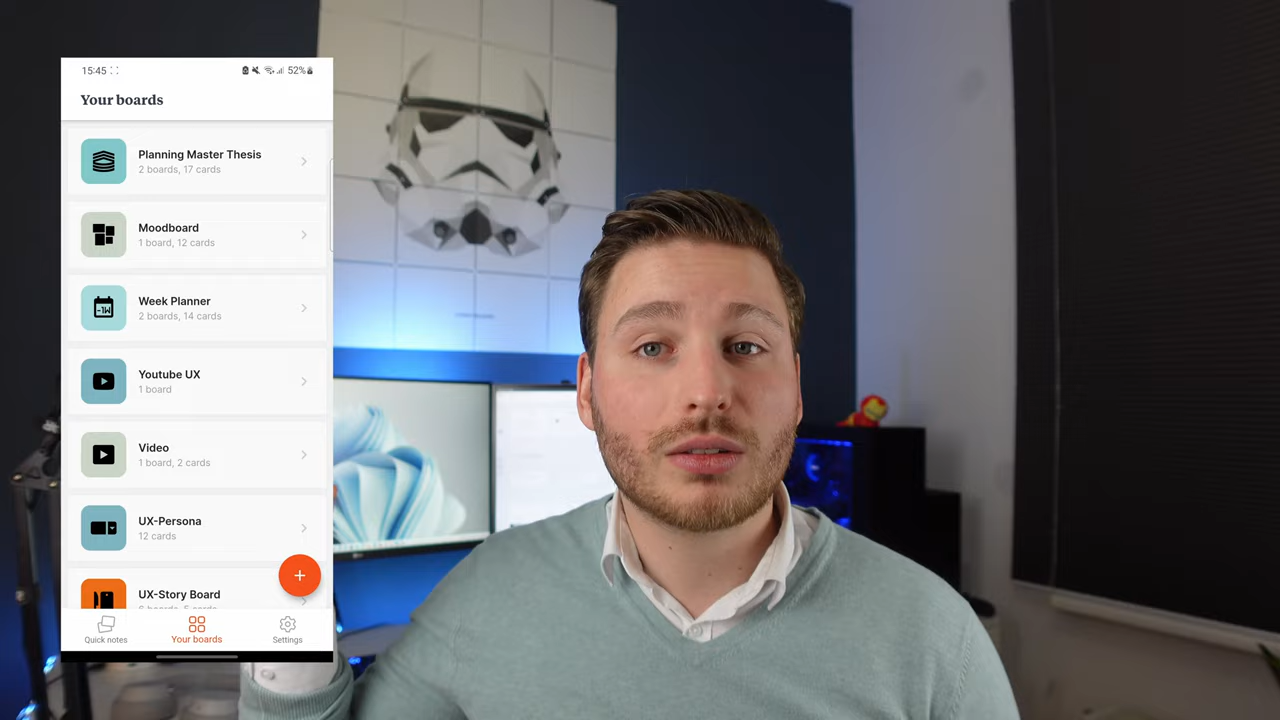 15:45
52%
Your boards
Planning Master Thesis
2 boards, 17 cards
Moodboard
1 board, 12 cards
-1W
Week Planner
2 boards, 14 cards
Youtube UX
1 board
Video
1 board, 2 cards
UX-Persona
12 cards
+
UX-Story Board
Quick notes
Your boards
Settings